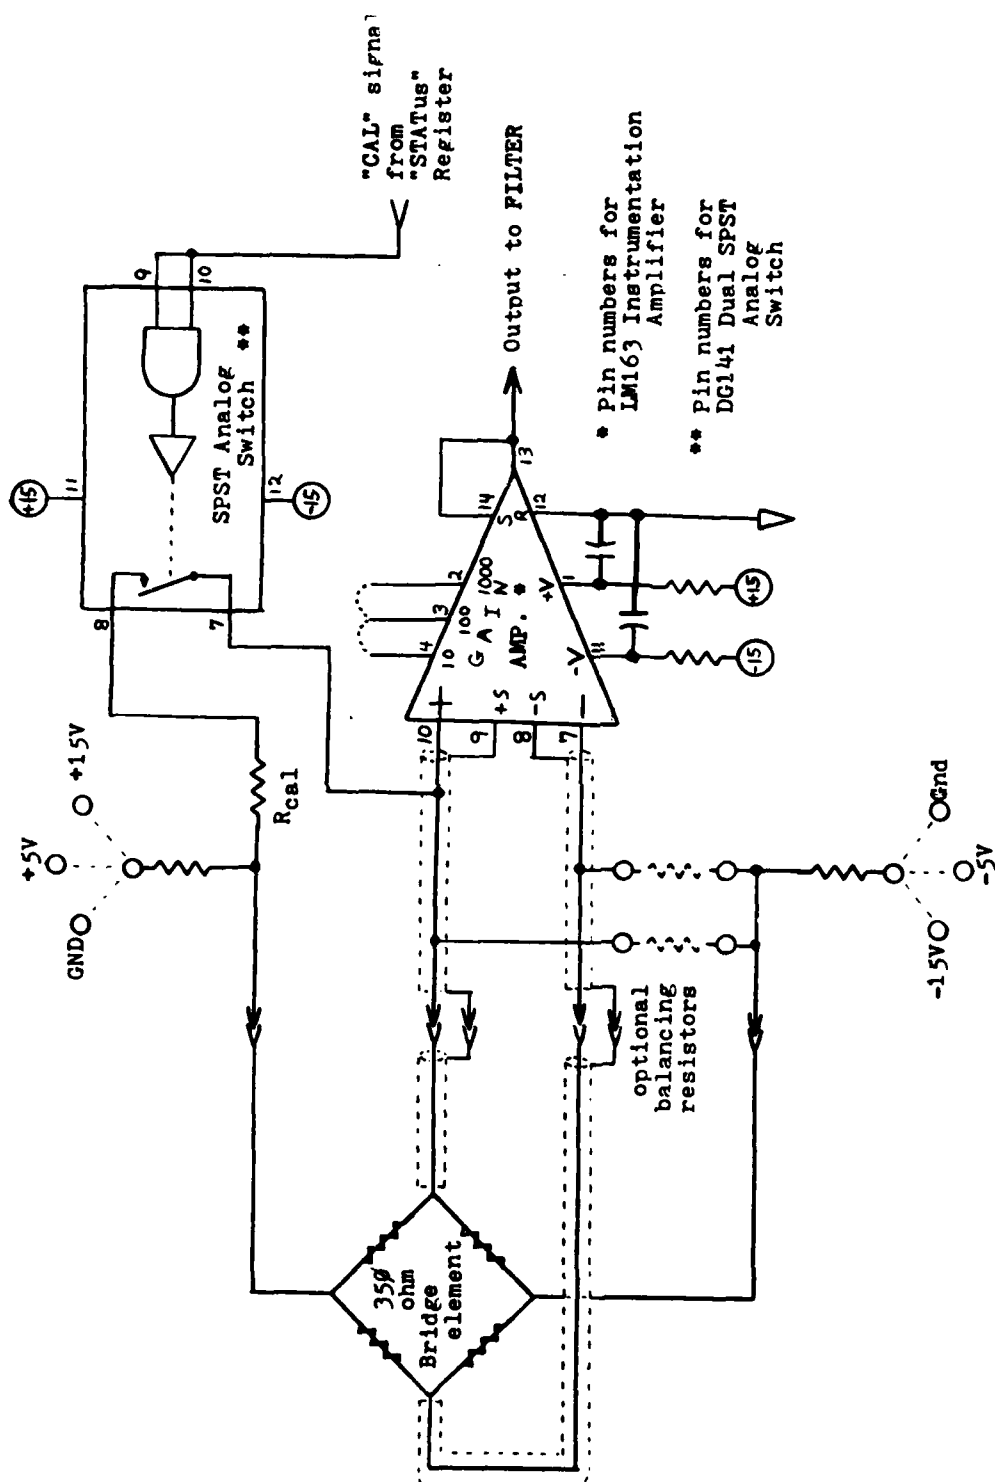 GND
+5V
+15V
Rcal
+15
11
8
7
SPST Analog
Switch **
12
-15
9
10
"CAL" signal
from
"STATus"
Register
35Ø
ohm
Bridge
element
10
9
8
7
+
+S
-S
-
4
3
2
10
100
1000
GAIN
AMP. *
14
S
R
13
12
-V
+V
11
1
-15
+15
Output to FILTER
optional
balancing
resistors
* Pin numbers for
LM163 Instrumentation
Amplifier
** Pin numbers for
DG141 Dual SPST
Analog
Switch
-15V
-5V
Gnd